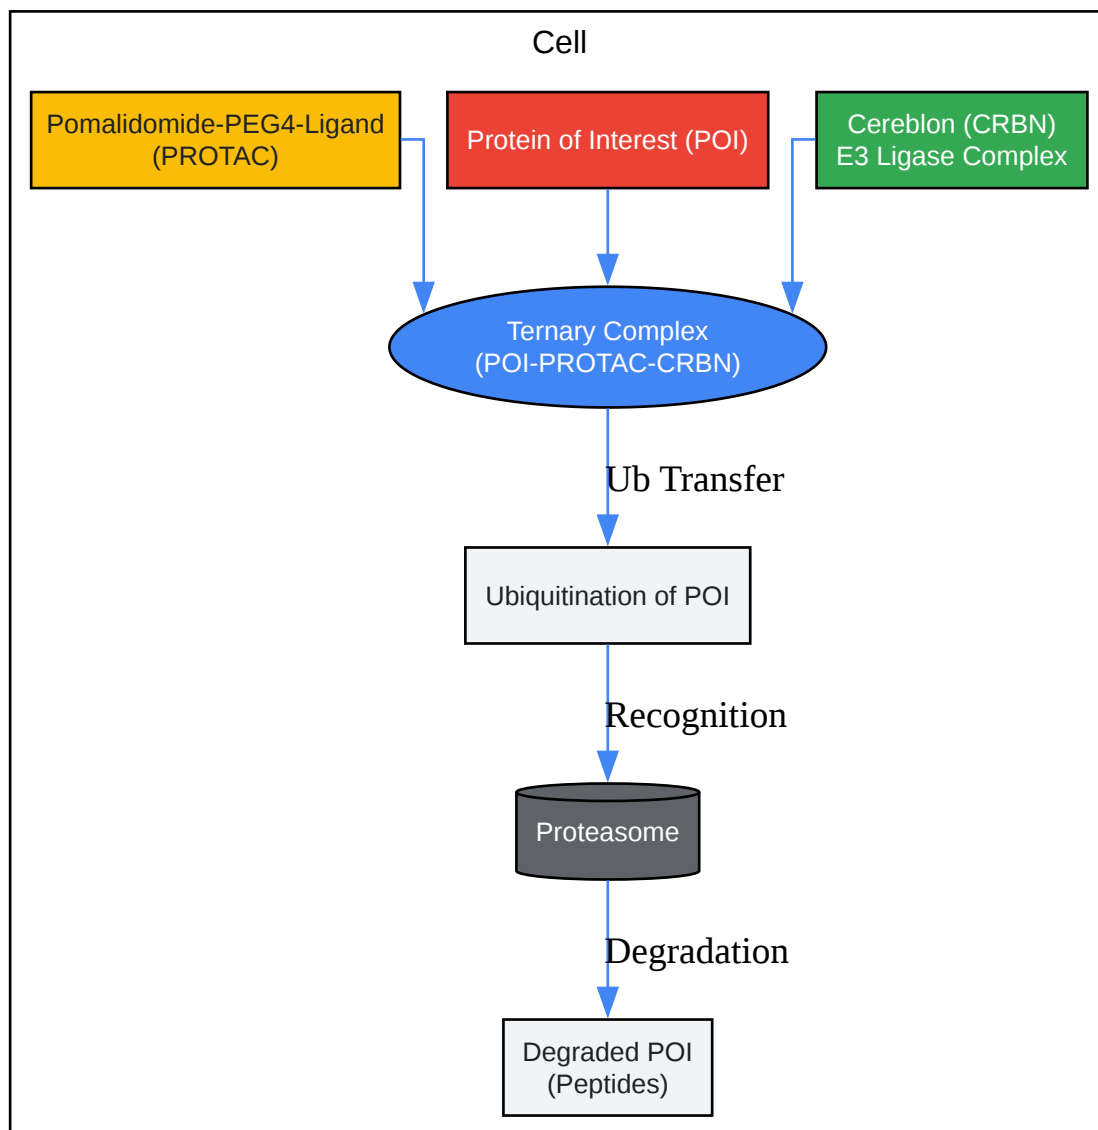 Cell
Pomalidomide-PEG4-Ligand
(PROTAC)
Protein of Interest (POI)
Cereblon (CRBN)
E3 Ligase Complex
Ternary Complex
(POI-PROTAC-CRBN)
Ub Transfer
Ubiquitination of POI
Recognition
Proteasome
Degradation
Degraded POI
(Peptides)